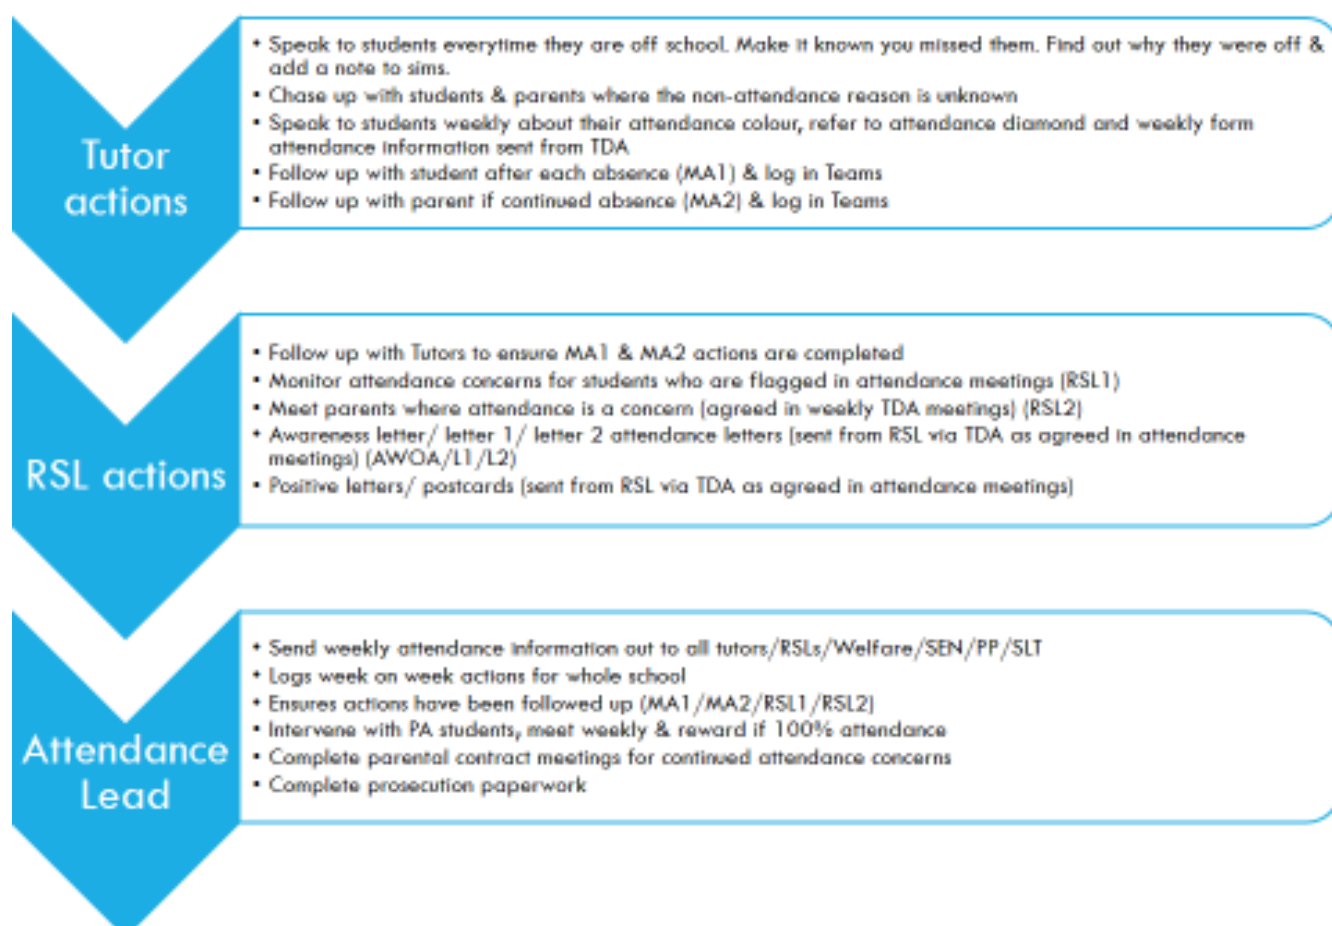 Tutor
actions
• Speak to students everytime they are off school. Make it known you missed them. Find out why they were off &
add a note to sims.
• Chase up with students & parents where the non-attendance reason is unknown
• Speak to students weekly about their attendance colour, refer to attendance diamond and weekly form
attendance information sent from TDA
• Follow up with student after each absence (MA1) & log in Teams
• Follow up with parent if continued absence (MA2) & log in Teams
RSL actions
• Follow up with Tutors to ensure MA1 & MA2 actions are completed
• Monitor attendance concerns for students who are flagged in attendance meetings (RSL1)
• Meet parents where attendance is a concern (agreed in weekly TDA meetings) (RSL2)
• Awareness letter/ letter 1/ letter 2 attendance letters (sent from RSL via TDA as agreed in attendance
meetings) (AWOA/L1/L2)
• Positive letters/ postcards (sent from RSL via TDA as agreed in attendance meetings)
Attendance
Lead
• Send weekly attendance information out to all tutors/RSLs/Welfare/SEN/PP/SLT
• Logs week on week actions for whole school
• Ensures actions have been followed up (MA1/MA2/RSL1/RSL2)
• Intervene with PA students, meet weekly & reward if 100% attendance
• Complete parental contract meetings for continued attendance concerns
• Complete prosecution paperwork